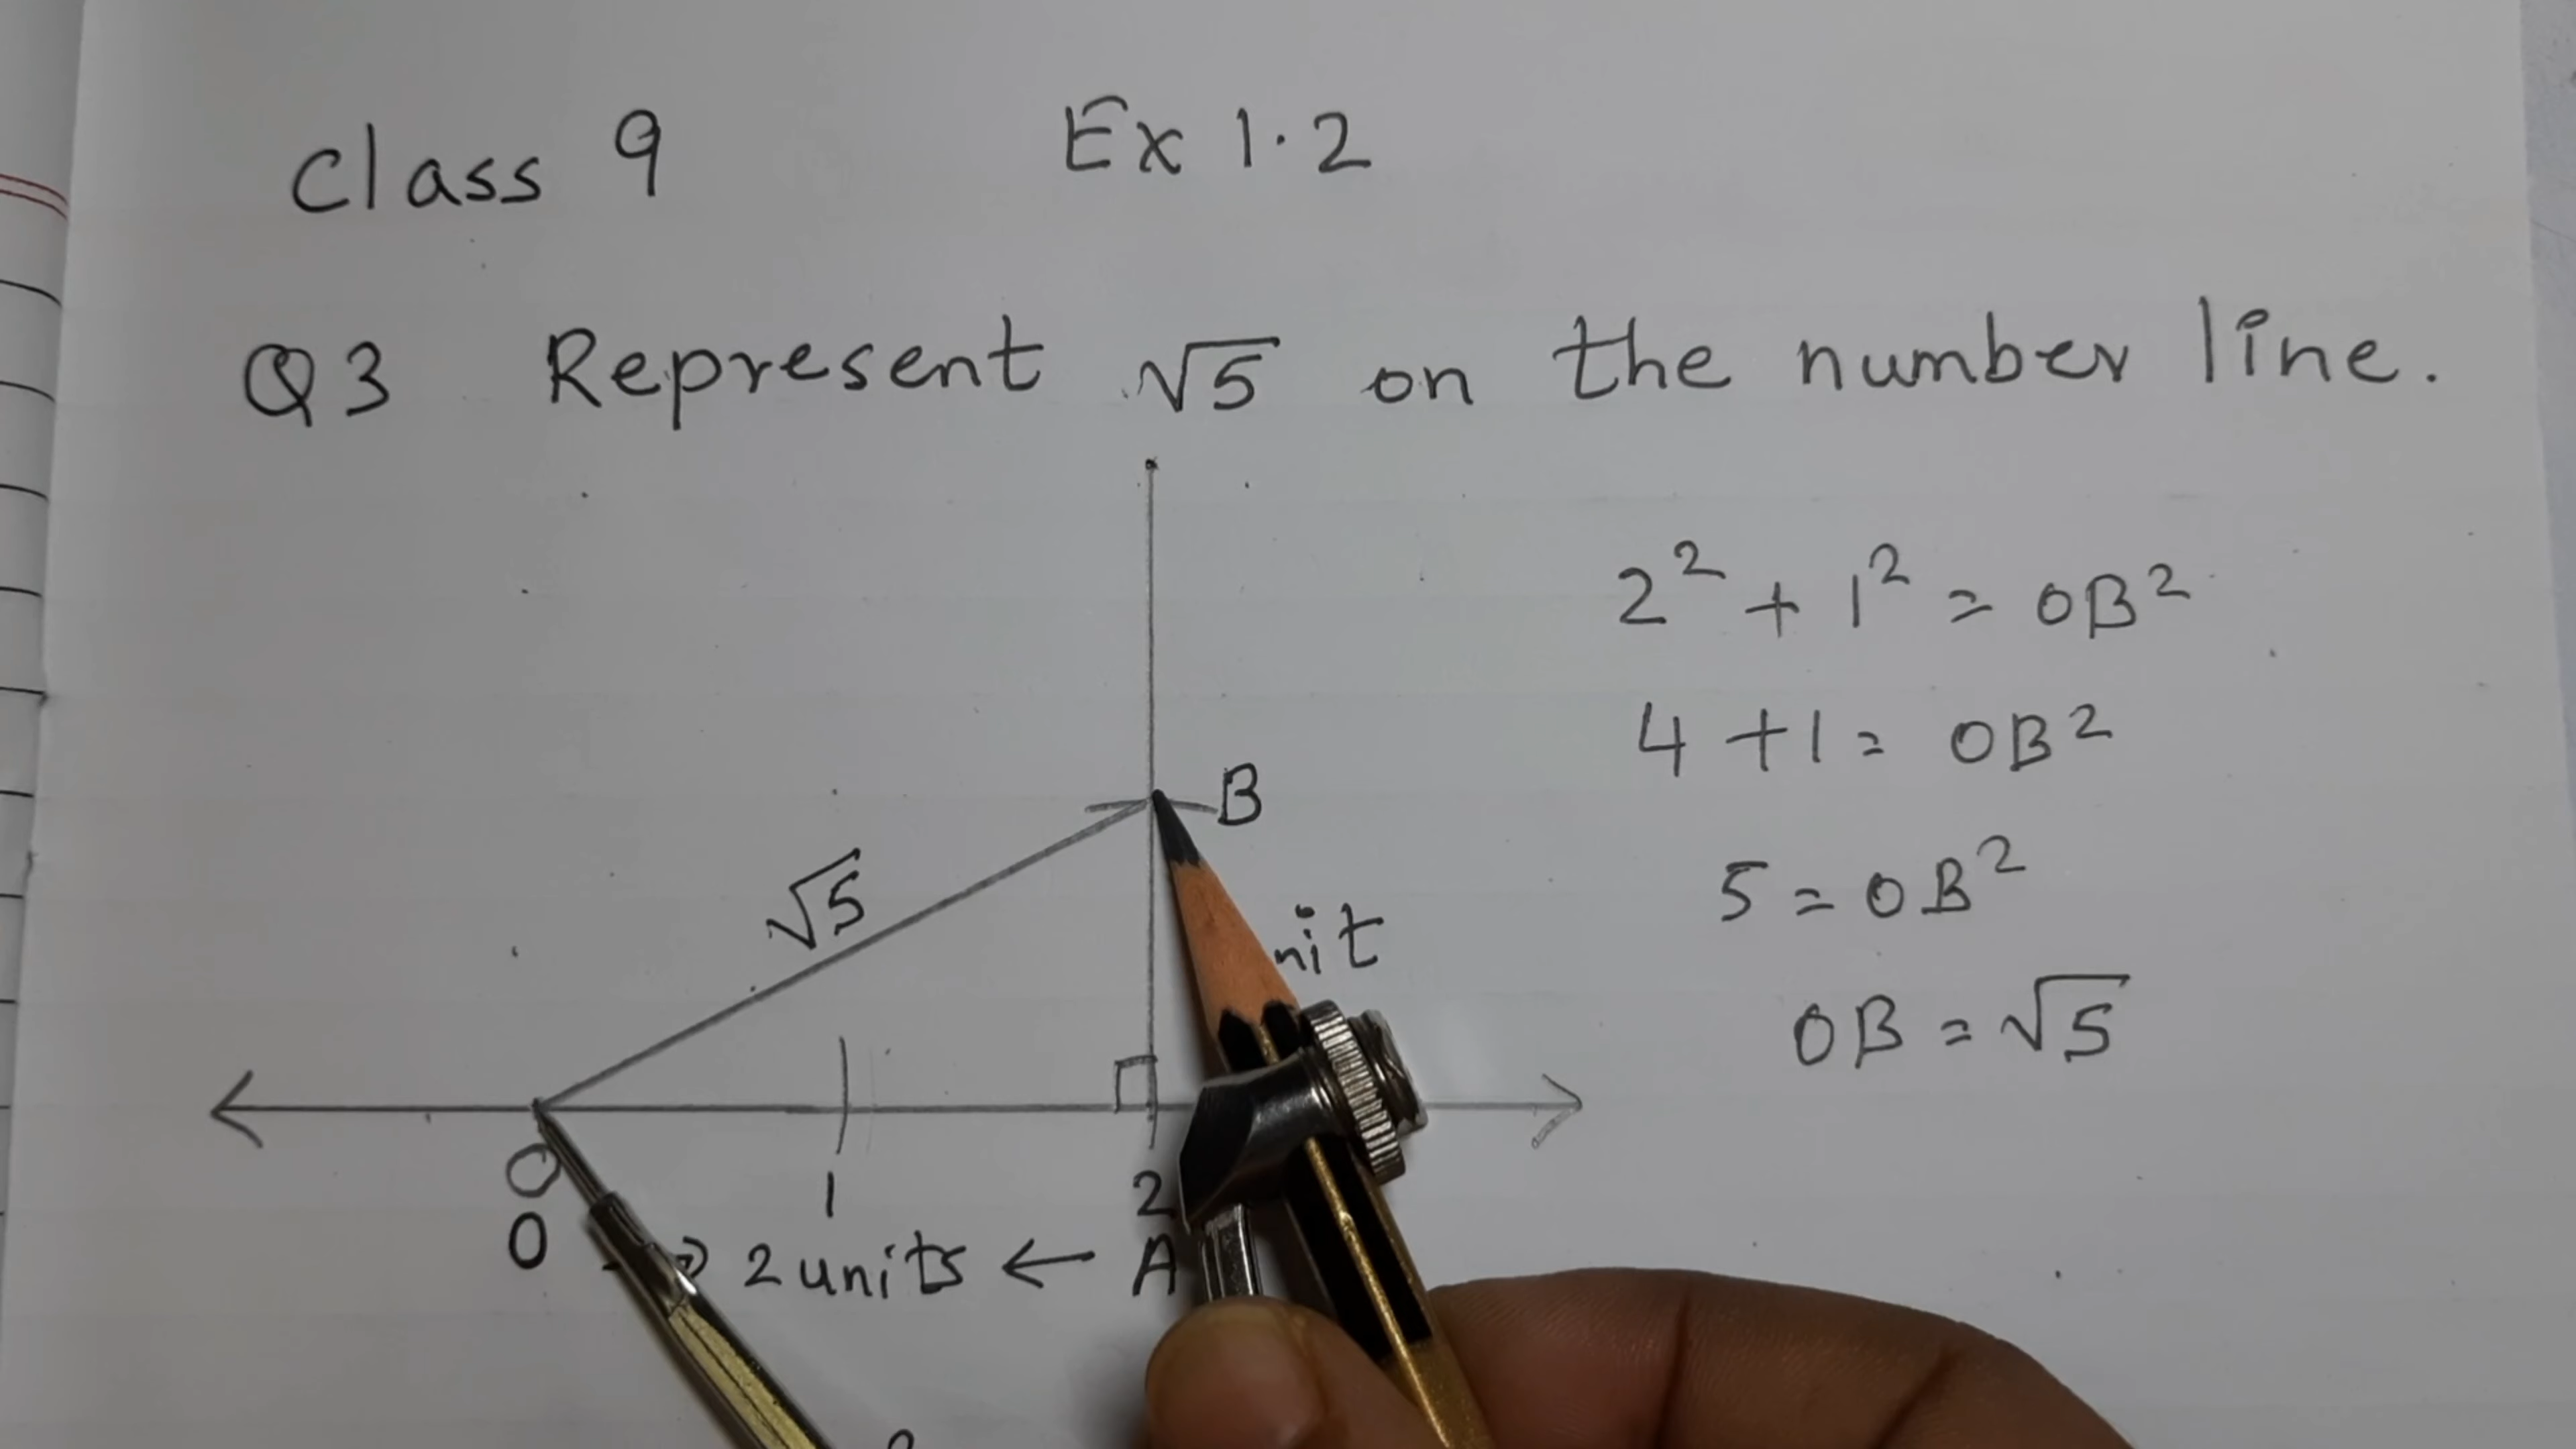 Class 9 Ex 1.2
Q3 Represent √5 on the number line.
2² + 1² = OB²
4 + 1 = OB²
B
5 = OB²
√5
nit
OB = √5
O 1 2
0 → 2 units ← A